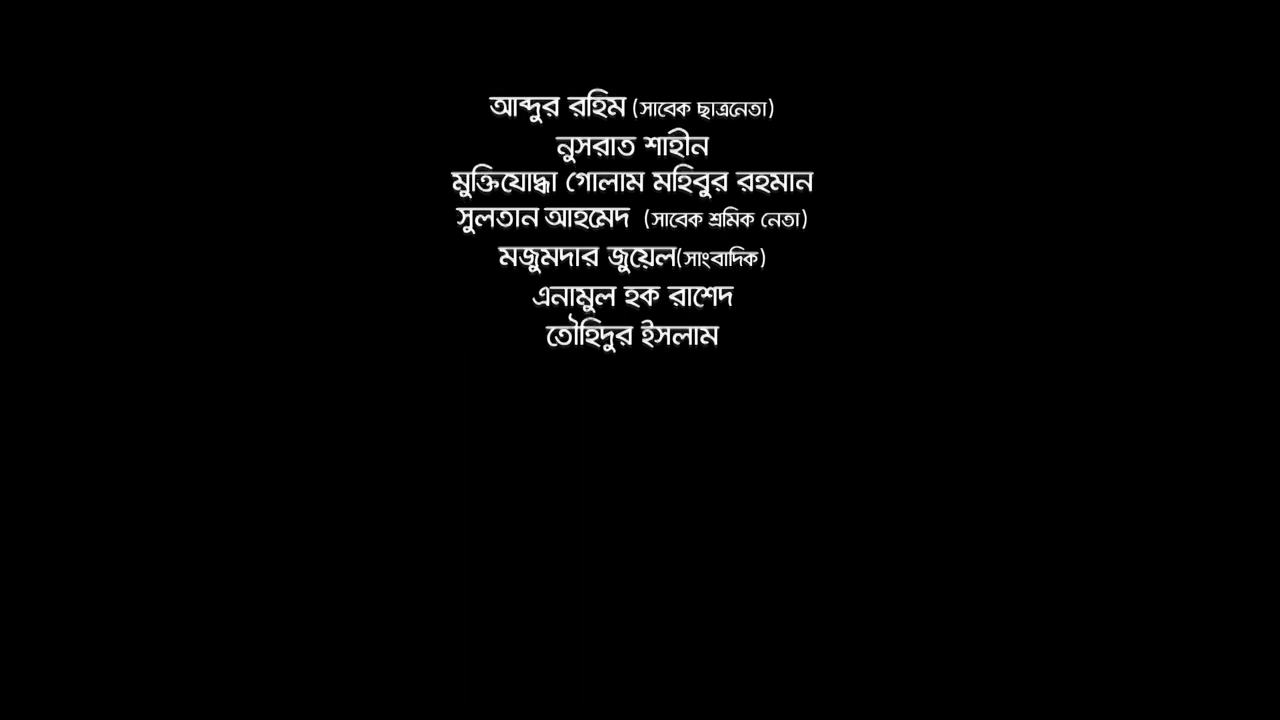 আব্দুর রহিম (সাবেক ছাত্রনেতা)
নুসরাত শাহীন
মুক্তিযোদ্ধা গোলাম মহিবুর রহমান
সুলতান আহমেদ (সাবেক শ্রমিক নেতা)
মজুমদার জুয়েল(সাংবাদিক)
এনামুল হক রাশেদ
তৌহিদুর ইসলাম